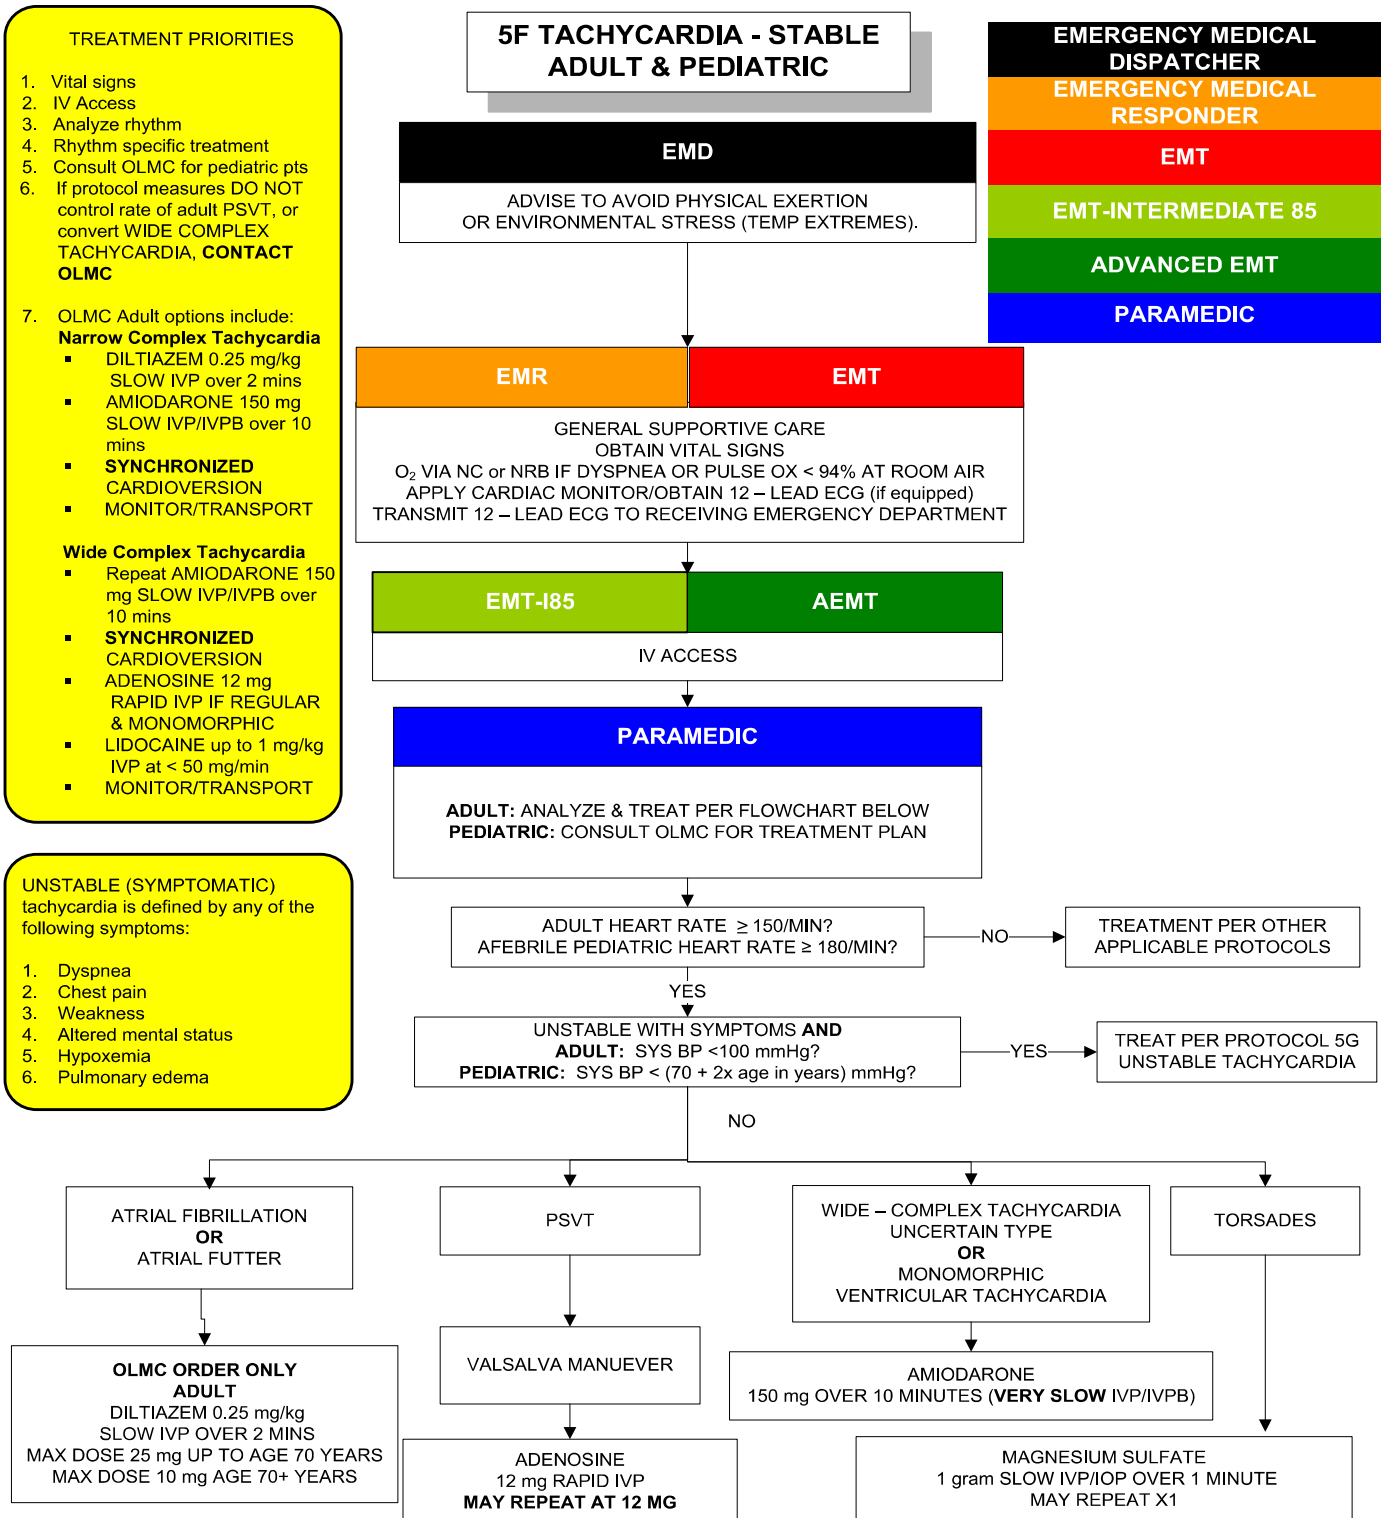 TREATMENT PRIORITIES
1. Vital signs
2. IV Access
3. Analyze rhythm
4. Rhythm specific treatment
5. Consult OLMC for pediatric pts
6. If protocol measures DO NOT
control rate of adult PSVT, or
convert WIDE COMPLEX
TACHYCARDIA, CONTACT
OLMC
7. OLMC Adult options include:
Narrow Complex Tachycardia
▪ DILTIAZEM 0.25 mg/kg
SLOW IVP over 2 mins
▪ AMIODARONE 150 mg
SLOW IVP/IVPB over 10
mins
▪ SYNCHRONIZED
CARDIOVERSION
▪ MONITOR/TRANSPORT
Wide Complex Tachycardia
▪ Repeat AMIODARONE 150
mg SLOW IVP/IVPB over
10 mins
▪ SYNCHRONIZED
CARDIOVERSION
▪ ADENOSINE 12 mg
RAPID IVP IF REGULAR
& MONOMORPHIC
▪ LIDOCAINE up to 1 mg/kg
IVP at < 50 mg/min
▪ MONITOR/TRANSPORT
UNSTABLE (SYMPTOMATIC)
tachycardia is defined by any of the
following symptoms:
1. Dyspnea
2. Chest pain
3. Weakness
4. Altered mental status
5. Hypoxemia
6. Pulmonary edema
5F TACHYCARDIA - STABLE
ADULT & PEDIATRIC
EMERGENCY MEDICAL
DISPATCHER
EMERGENCY MEDICAL
RESPONDER
EMT
EMT-INTERMEDIATE 85
ADVANCED EMT
PARAMEDIC
EMD
ADVISE TO AVOID PHYSICAL EXERTION
OR ENVIRONMENTAL STRESS (TEMP EXTREMES).
EMR
EMT
GENERAL SUPPORTIVE CARE
OBTAIN VITAL SIGNS
O₂ VIA NC or NRB IF DYSPNEA OR PULSE OX < 94% AT ROOM AIR
APPLY CARDIAC MONITOR/OBTAIN 12 – LEAD ECG (if equipped)
TRANSMIT 12 – LEAD ECG TO RECEIVING EMERGENCY DEPARTMENT
EMT-I85
AEMT
IV ACCESS
PARAMEDIC
ADULT: ANALYZE & TREAT PER FLOWCHART BELOW
PEDIATRIC: CONSULT OLMC FOR TREATMENT PLAN
ADULT HEART RATE ≥ 150/MIN?
AFEBRILE PEDIATRIC HEART RATE ≥ 180/MIN?
NO
TREATMENT PER OTHER
APPLICABLE PROTOCOLS
YES
UNSTABLE WITH SYMPTOMS AND
ADULT: SYS BP <100 mmHg?
PEDIATRIC: SYS BP < (70 + 2x age in years) mmHg?
YES
TREAT PER PROTOCOL 5G
UNSTABLE TACHYCARDIA
NO
ATRIAL FIBRILLATION
OR
ATRIAL FUTTER
PSVT
WIDE – COMPLEX TACHYCARDIA
UNCERTAIN TYPE
OR
MONOMORPHIC
VENTRICULAR TACHYCARDIA
TORSADES
OLMC ORDER ONLY
ADULT
DILTIAZEM 0.25 mg/kg
SLOW IVP OVER 2 MINS
MAX DOSE 25 mg UP TO AGE 70 YEARS
MAX DOSE 10 mg AGE 70+ YEARS
VALSALVA MANUEVER
AMIODARONE
150 mg OVER 10 MINUTES (VERY SLOW IVP/IVPB)
ADENOSINE
12 mg RAPID IVP
MAY REPEAT AT 12 MG
MAGNESIUM SULFATE
1 gram SLOW IVP/IOP OVER 1 MINUTE
MAY REPEAT X1